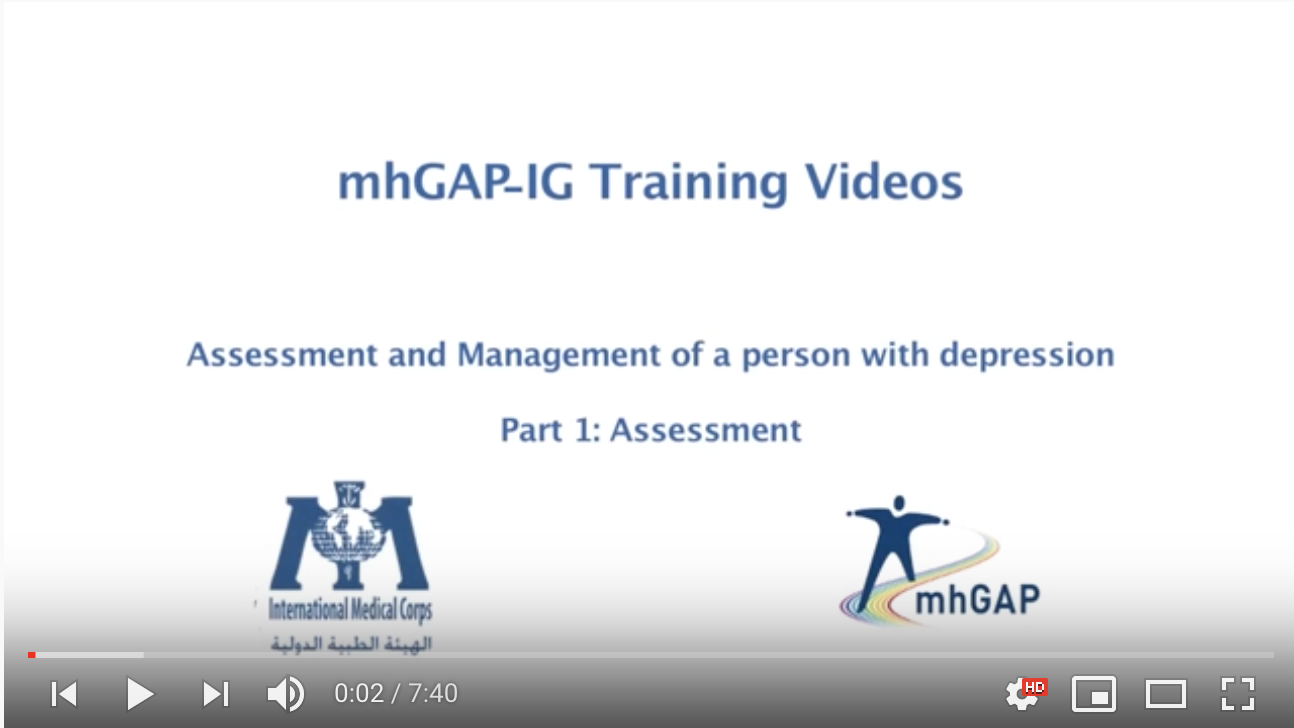 mhGAP-IG Training Videos
Assessment and Management of a person with depression
Part 1: Assessment
International Medical Corps
الهيئة الطبية الدولية
mhGAP
0:02 / 7:40
HD